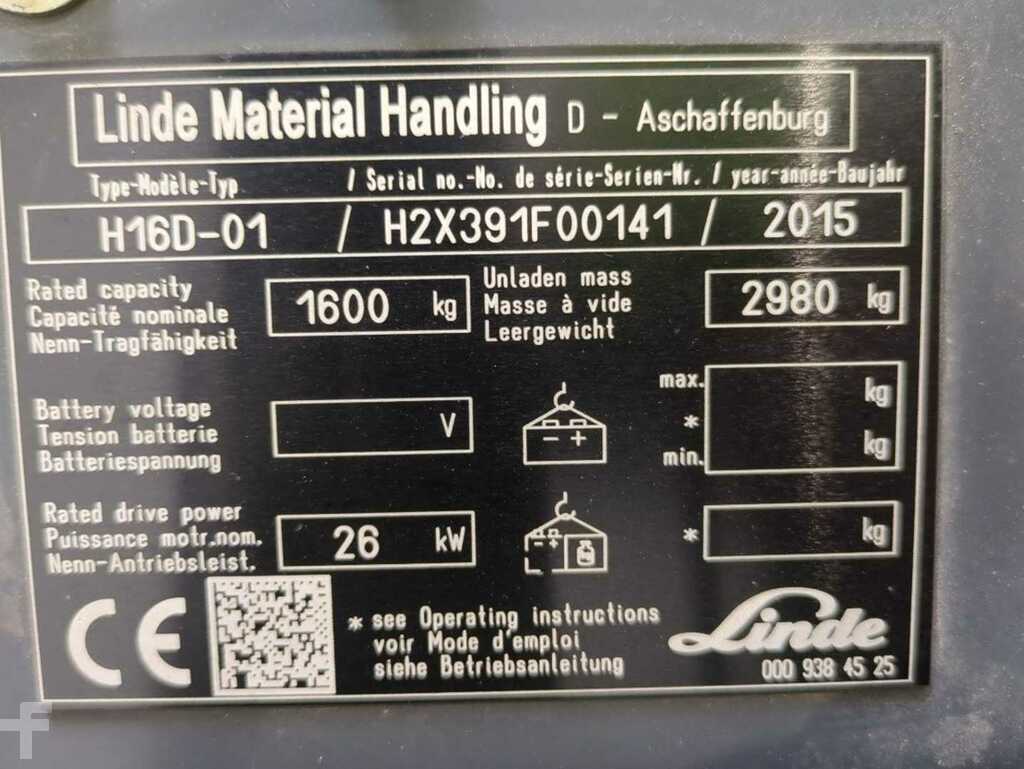 Linde Material Handling D - Aschaffenburg
Type-Modèle-Typ / Serial no.-No. de série-Serien-Nr. / year-année-Baujahr
H16D-01 / H2X391F00141 / 2015
Rated capacity
Capacité nominale
Nenn-Tragfähigkeit
1600 kg
Unladen mass
Masse à vide
Leergewicht
2980 kg
Battery voltage
Tension batterie
Batteriespannung
V
- +
max. kg
*
min. kg
Rated drive power
Puissance motr.nom.
Nenn-Antriebsleist.
26 kW
- +
* kg
CE
* see Operating instructions
voir Mode d'emploi
siehe Betriebsanleitung
Linde
000 938 45 25
f